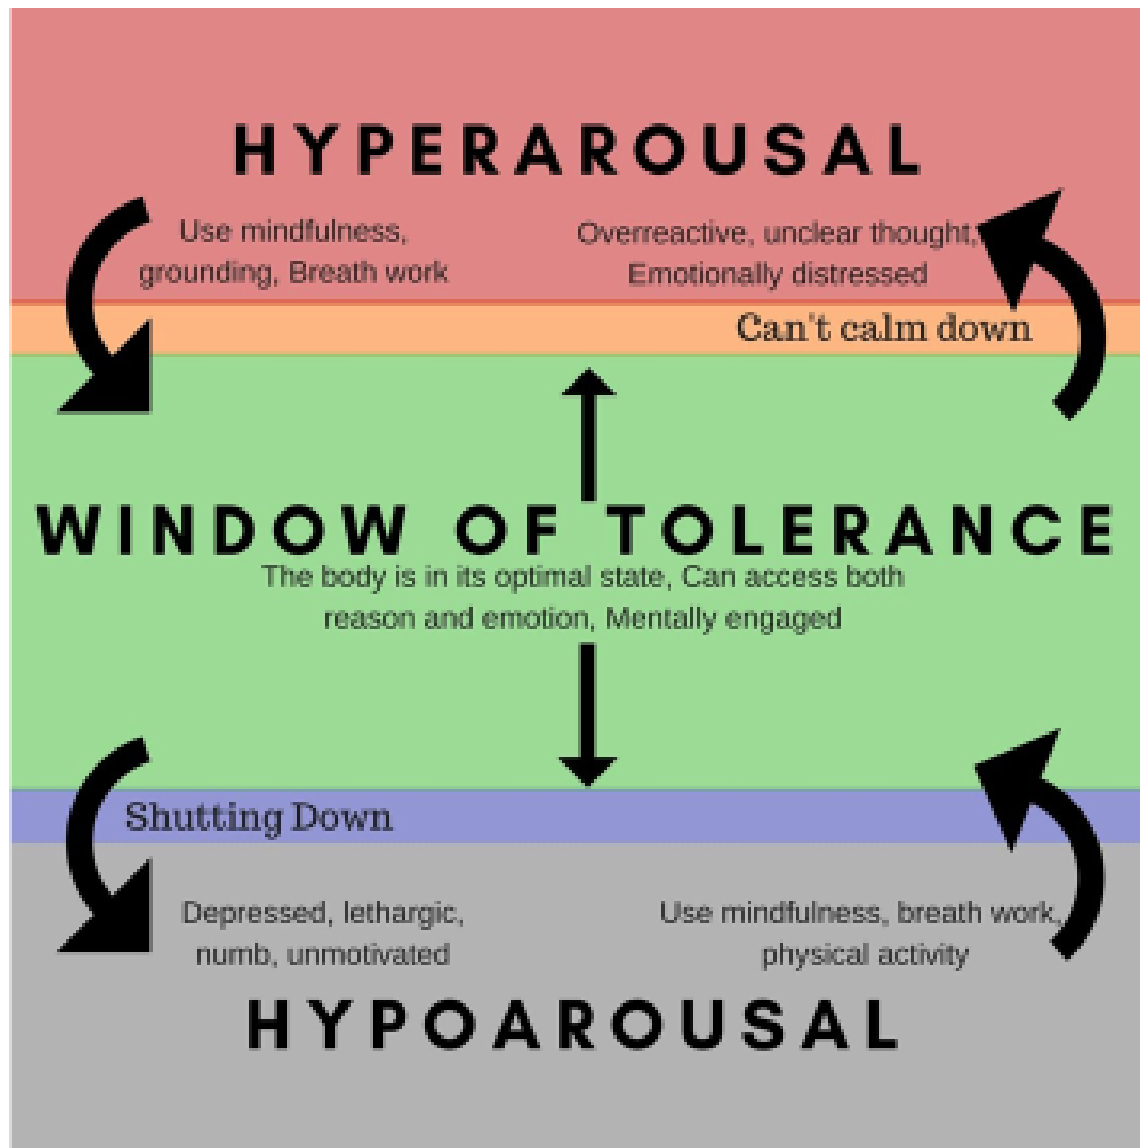 HYPERAROUSAL
Use mindfulness,
grounding, Breath work
Overreactive, unclear thought,
Emotionally distressed
Can't calm down
WINDOW OF TOLERANCE
The body is in its optimal state, Can access both
reason and emotion, Mentally engaged
Shutting Down
Depressed, lethargic,
numb, unmotivated
Use mindfulness, breath work,
physical activity
HYPOAROUSAL